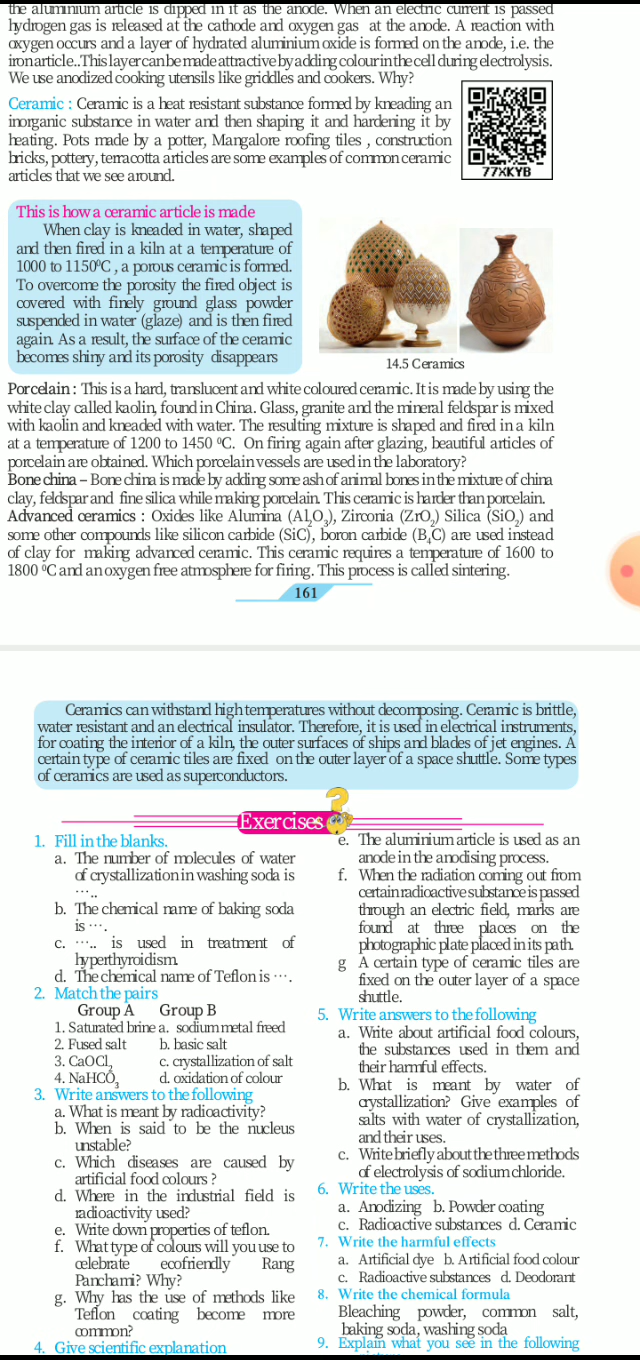 the aluminium article is dipped in it as the anode. When an electric current is passed
hydrogen gas is released at the cathode and oxygen gas at the anode. A reaction with
oxygen occurs and a layer of hydrated aluminium oxide is formed on the anode, i.e. the
iron article..This layer can be made attractive by adding colour in the cell during electrolysis.
We use anodized cooking utensils like griddles and cookers. Why?
Ceramic : Ceramic is a heat resistant substance formed by kneading an
inorganic substance in water and then shaping it and hardening it by
heating. Pots made by a potter, Mangalore roofing tiles , construction
bricks, pottery, terracotta articles are some examples of common ceramic
articles that we see around.
77XKYB
This is how a ceramic article is made
When clay is kneaded in water, shaped
and then fired in a kiln at a temperature of
1000 to 1150⁰C , a porous ceramic is formed.
To overcome the porosity the fired object is
covered with finely ground glass powder
suspended in water (glaze) and is then fired
again. As a result, the surface of the ceramic
becomes shiny and its porosity disappears
14.5 Ceramics
Porcelain : This is a hard, translucent and white coloured ceramic. It is made by using the
white clay called kaolin, found in China. Glass, granite and the mineral feldspar is mixed
with kaolin and kneaded with water. The resulting mixture is shaped and fired in a kiln
at a temperature of 1200 to 1450 ⁰C. On firing again after glazing, beautiful articles of
porcelain are obtained. Which porcelain vessels are used in the laboratory?
Bone china – Bone china is made by adding some ash of animal bones in the mixture of china
clay, feldspar and fine silica while making porcelain. This ceramic is harder than porcelain.
Advanced ceramics : Oxides like Alumina (Al₂O₃), Zirconia (ZrO₂) Silica (SiO₂) and
some other compounds like silicon carbide (SiC), boron carbide (B₄C) are used instead
of clay for making advanced ceramic. This ceramic requires a temperature of 1600 to
1800 ⁰C and an oxygen free atmosphere for firing. This process is called sintering.
161
Ceramics can withstand high temperatures without decomposing. Ceramic is brittle,
water resistant and an electrical insulator. Therefore, it is used in electrical instruments,
for coating the interior of a kiln, the outer surfaces of ships and blades of jet engines. A
certain type of ceramic tiles are fixed on the outer layer of a space shuttle. Some types
of ceramics are used as superconductors.
Exercises
1. Fill in the blanks.
a. The number of molecules of water
of crystallization in washing soda is
.....
b. The chemical name of baking soda
is ....
c. ..... is used in treatment of
hyperthyroidism.
d. The chemical name of Teflon is ....
2. Match the pairs
Group A Group B
1. Saturated brine a. sodium metal freed
2. Fused salt b. basic salt
3. CaOCl₂ c. crystallization of salt
4. NaHCO₃ d. oxidation of colour
3. Write answers to the following
a. What is meant by radioactivity?
b. When is said to be the nucleus
unstable?
c. Which diseases are caused by
artificial food colours ?
d. Where in the industrial field is
radioactivity used?
e. Write down properties of teflon.
f. What type of colours will you use to
celebrate ecofriendly Rang
Panchami? Why?
g. Why has the use of methods like
Teflon coating become more
common?
4. Give scientific explanation
e. The aluminium article is used as an
anode in the anodising process.
f. When the radiation coming out from
certain radioactive substance is passed
through an electric field, marks are
found at three places on the
photographic plate placed in its path.
g A certain type of ceramic tiles are
fixed on the outer layer of a space
shuttle.
5. Write answers to the following
a. Write about artificial food colours,
the substances used in them and
their harmful effects.
b. What is meant by water of
crystallization? Give examples of
salts with water of crystallization,
and their uses.
c. Write briefly about the three methods
of electrolysis of sodium chloride.
6. Write the uses.
a. Anodizing b. Powder coating
c. Radioactive substances d. Ceramic
7. Write the harmful effects
a. Artificial dye b. Artificial food colour
c. Radioactive substances d. Deodorant
8. Write the chemical formula
Bleaching powder, common salt,
baking soda, washing soda
9. Explain what you see in the following